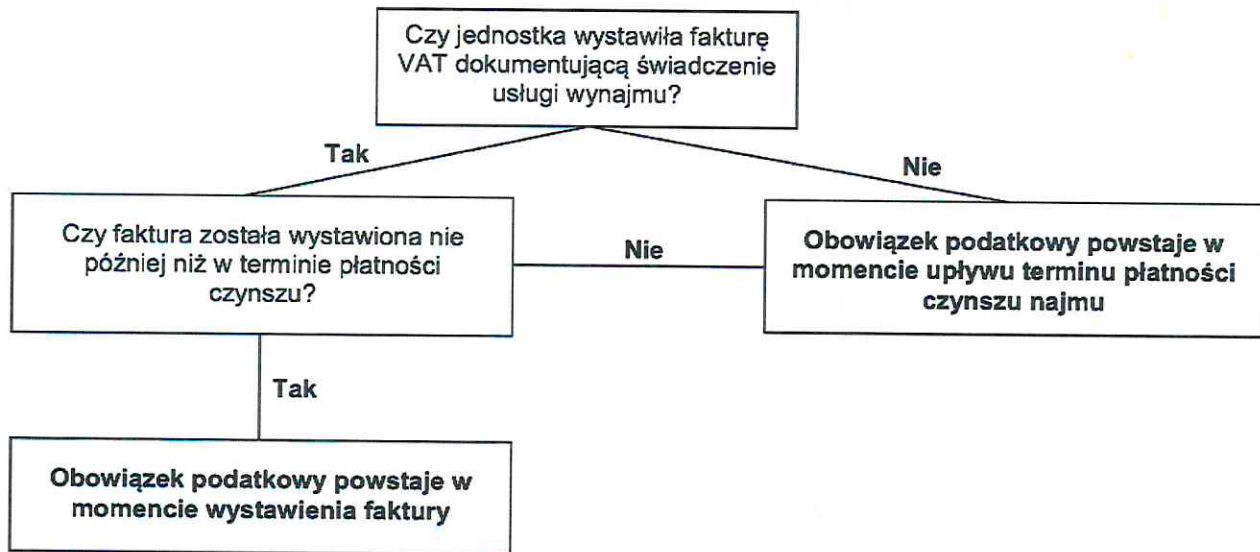 Czy jednostka wystawiła fakturę
VAT dokumentującą świadczenie
usługi wynajmu?
Tak
Nie
Czy faktura została wystawiona nie
później niż w terminie płatności
czynszu?
Nie
Obowiązek podatkowy powstaje w
momencie upływu terminu płatności
czynszu najmu
Tak
Obowiązek podatkowy powstaje w
momencie wystawienia faktury